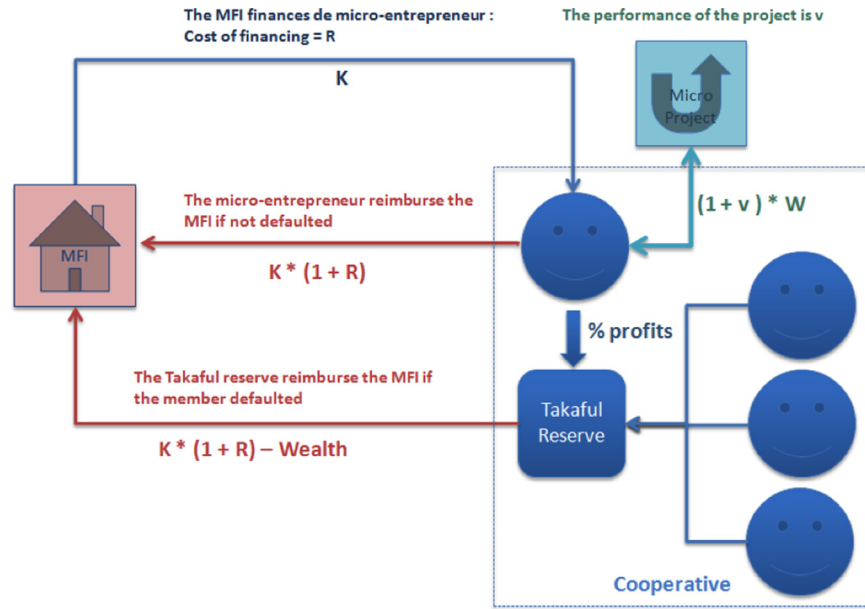 The MFI finances de micro-entrepreneur :
Cost of financing = R
The performance of the project is v
K
Micro
Project
The micro-entrepreneur reimburse the
MFI if not defaulted
(1 + v ) * W
MFI
K * (1 + R)
% profits
The Takaful reserve reimburse the MFI if
the member defaulted
Takaful
Reserve
K * (1 + R) – Wealth
Cooperative